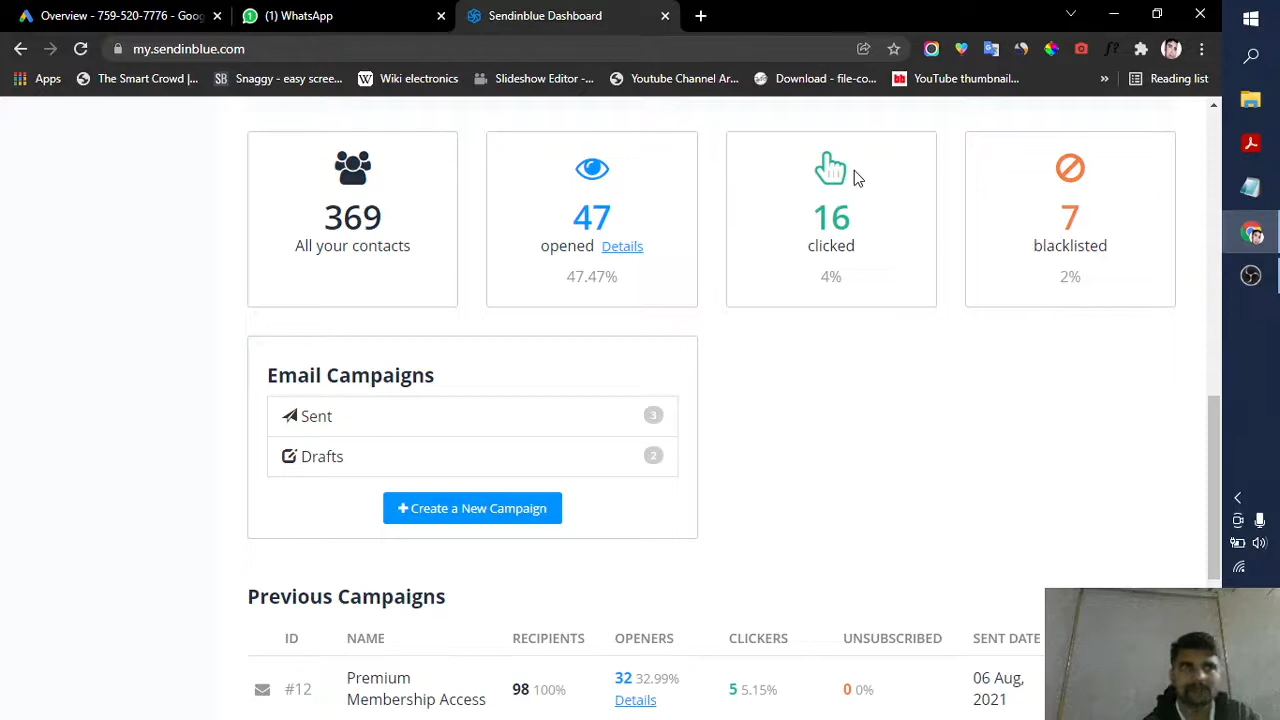 Overview - 759-520-7776 - Goog
(1) WhatsApp
Sendinblue Dashboard
my.sendinblue.com
Apps
The Smart Crowd |...
Snaggy - easy scree...
Wiki electronics
Slideshow Editor -...
Youtube Channel Ar...
Download - file-co...
YouTube thumbnail...
»
Reading list
369
All your contacts
47
opened Details
47.47%
16
clicked
4%
7
blacklisted
2%
Email Campaigns
Sent 3
Drafts 2
+ Create a New Campaign
Previous Campaigns
ID NAME RECIPIENTS OPENERS CLICKERS UNSUBSCRIBED SENT DATE
#12 Premium Membership Access 98 100% 32 32.99% Details 5 5.15% 0 0% 06 Aug, 2021